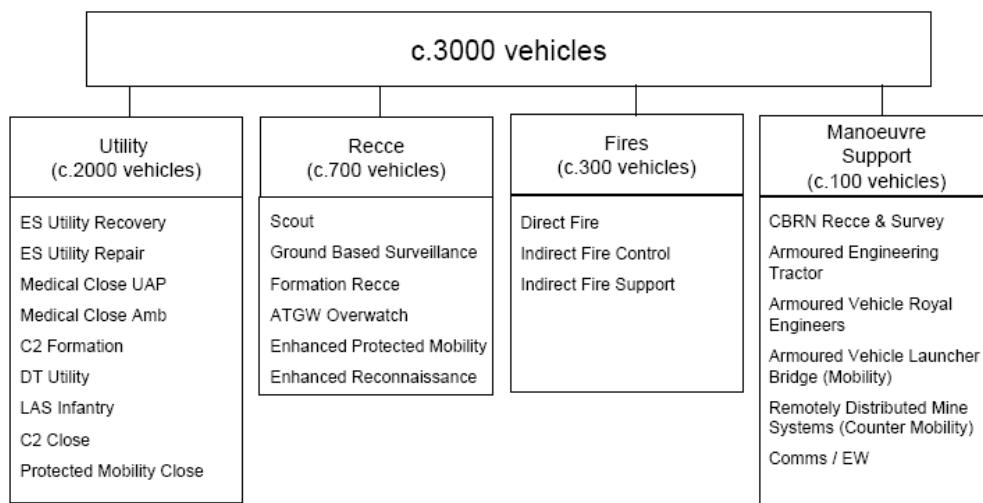 c.3000 vehicles
Utility
(c.2000 vehicles)
ES Utility Recovery
ES Utility Repair
Medical Close UAP
Medical Close Amb
C2 Formation
DT Utility
LAS Infantry
C2 Close
Protected Mobility Close
Recce
(c.700 vehicles)
Scout
Ground Based Surveillance
Formation Recce
ATGW Overwatch
Enhanced Protected Mobility
Enhanced Reconnaissance
Fires
(c.300 vehicles)
Direct Fire
Indirect Fire Control
Indirect Fire Support
Manoeuvre
Support
(c.100 vehicles)
CBRN Recce & Survey
Armoured Engineering
Tractor
Armoured Vehicle Royal
Engineers
Armoured Vehicle Launcher
Bridge (Mobility)
Remotely Distributed Mine
Systems (Counter Mobility)
Comms / EW